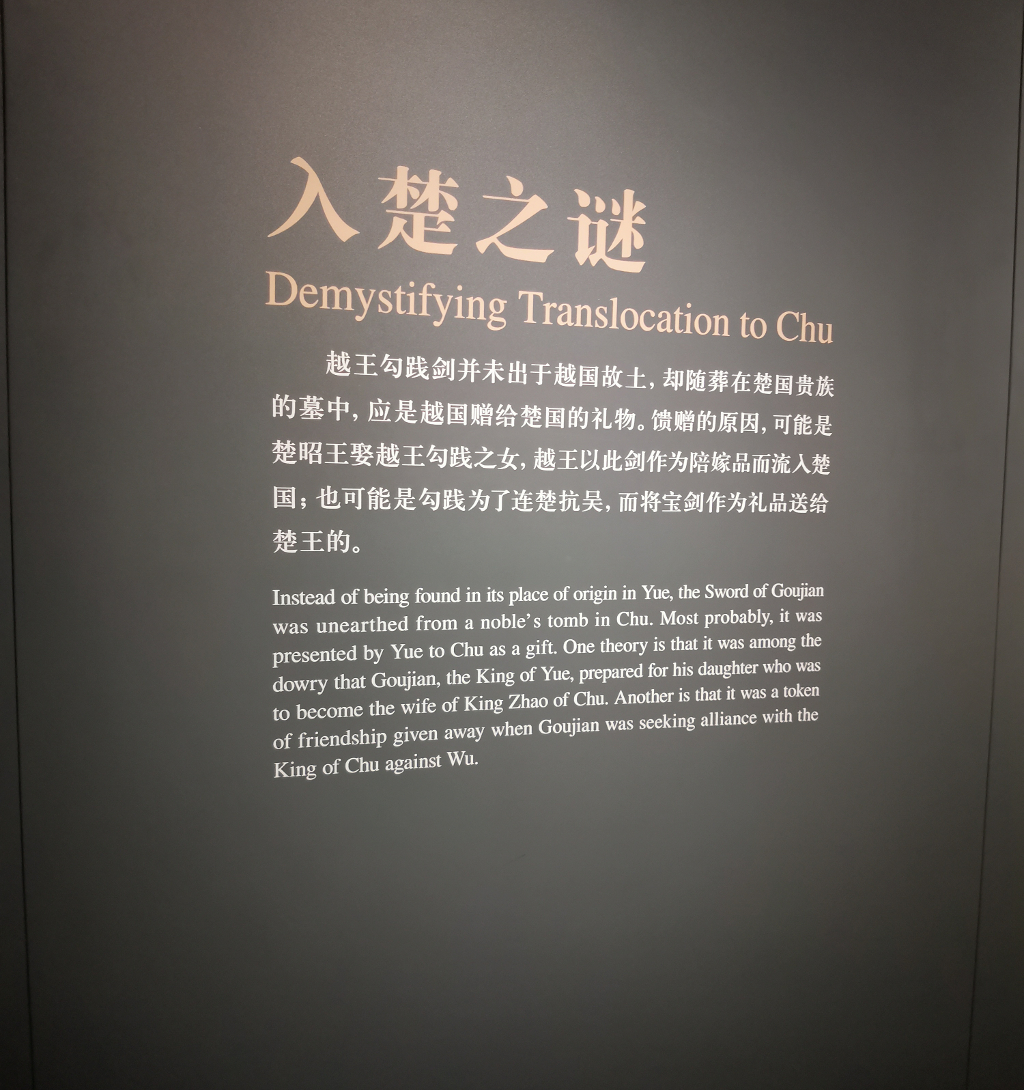 入楚之谜
Demystifying Translocation to Chu
越王勾践剑并未出于越国故土，却随葬在楚国贵族
的墓中，应是越国赠给楚国的礼物。馈赠的原因，可能是
楚昭王娶越王勾践之女，越王以此剑作为陪嫁品而流入楚
国；也可能是勾践为了连楚抗吴，而将宝剑作为礼品送给
楚王的。
Instead of being found in its place of origin in Yue, the Sword of Goujian
was unearthed from a noble's tomb in Chu. Most probably, it was
presented by Yue to Chu as a gift. One theory is that it was among the
dowry that Goujian, the King of Yue, prepared for his daughter who was
to become the wife of King Zhao of Chu. Another is that it was a token
of friendship given away when Goujian was seeking alliance with the
King of Chu against Wu.